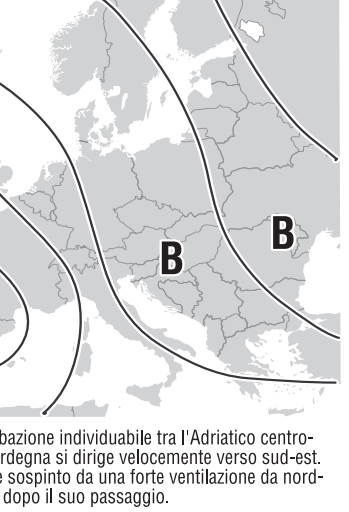 B
B
bazione individuabile tra l'Adriatico centro-
rdegna si dirige velocemente verso sud-est.
e sospinto da una forte ventilazione da nord-
dopo il suo passaggio.